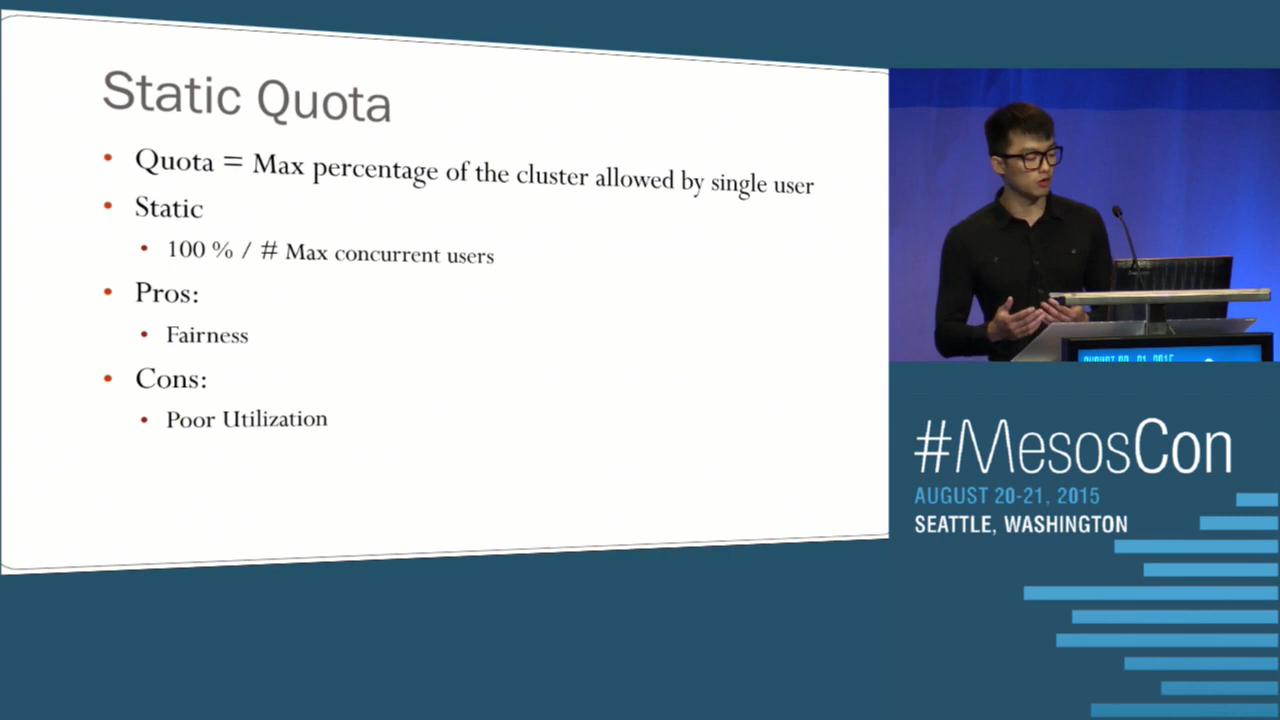 Static Quota
• Quota = Max percentage of the cluster allowed by single user
• Static
• 100 % / # Max concurrent users
• Pros:
• Fairness
• Cons:
• Poor Utilization
#MesosCon
AUGUST 20-21, 2015
SEATTLE, WASHINGTON